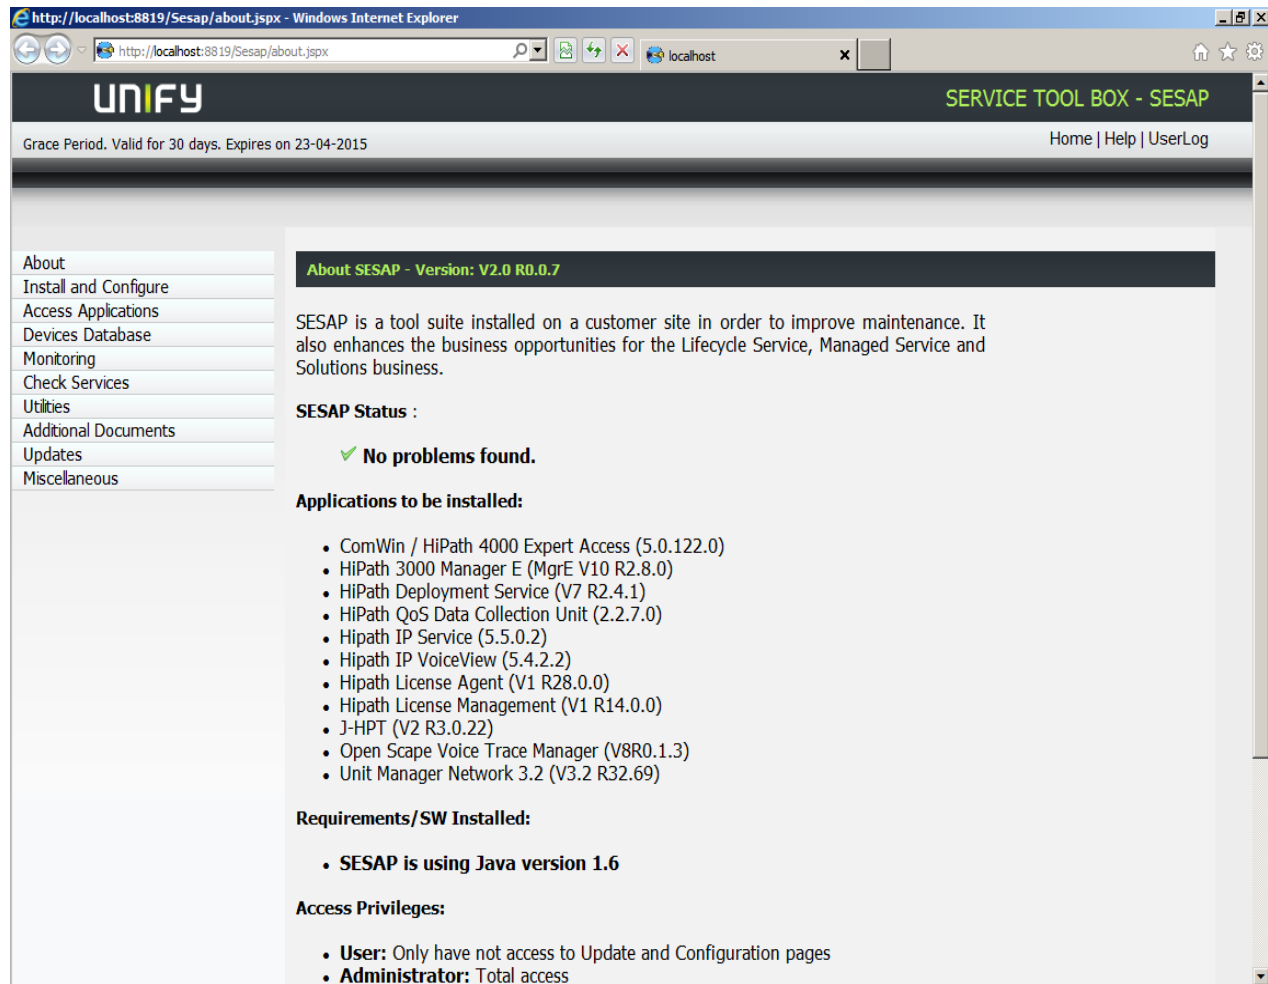 http://localhost:8819/Sesap/about.jspx - Windows Internet Explorer
http://localhost:8819/Sesap/about.jspx
localhost
UNIFY
SERVICE TOOL BOX - SESAP
Grace Period. Valid for 30 days. Expires on 23-04-2015
Home | Help | UserLog
About
Install and Configure
Access Applications
Devices Database
Monitoring
Check Services
Utilities
Additional Documents
Updates
Miscellaneous
About SESAP - Version: V2.0 R0.0.7
SESAP is a tool suite installed on a customer site in order to improve maintenance. It
also enhances the business opportunities for the Lifecycle Service, Managed Service and
Solutions business.
SESAP Status :
No problems found.
Applications to be installed:
• ComWin / HiPath 4000 Expert Access (5.0.122.0)
• HiPath 3000 Manager E (MgrE V10 R2.8.0)
• HiPath Deployment Service (V7 R2.4.1)
• HiPath QoS Data Collection Unit (2.2.7.0)
• Hipath IP Service (5.5.0.2)
• Hipath IP VoiceView (5.4.2.2)
• Hipath License Agent (V1 R28.0.0)
• Hipath License Management (V1 R14.0.0)
• J-HPT (V2 R3.0.22)
• Open Scape Voice Trace Manager (V8R0.1.3)
• Unit Manager Network 3.2 (V3.2 R32.69)
Requirements/SW Installed:
• SESAP is using Java version 1.6
Access Privileges:
• User: Only have not access to Update and Configuration pages
• Administrator: Total access